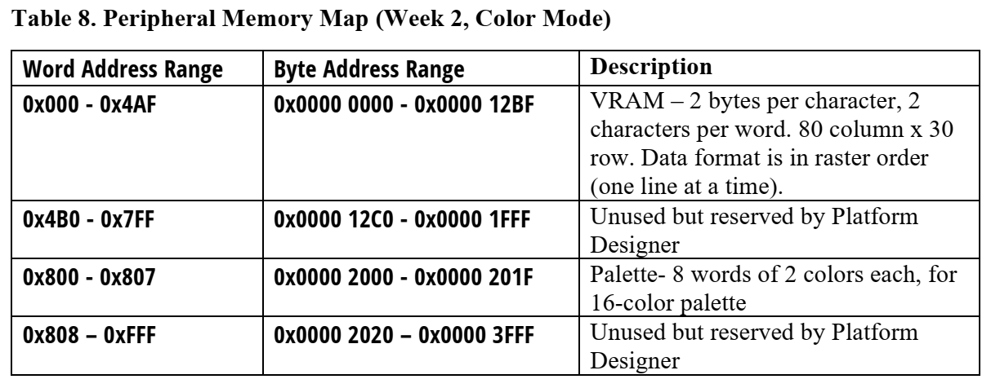 Table 8. Peripheral Memory Map (Week 2, Color Mode)
Word Address Range
Byte Address Range
Description
0x000 - 0x4AF
0x0000 0000 - 0x0000 12BF
VRAM – 2 bytes per character, 2
characters per word. 80 column x 30
row. Data format is in raster order
(one line at a time).
0x4B0 - 0x7FF
0x0000 12C0 - 0x0000 1FFF
Unused but reserved by Platform
Designer
0x800 - 0x807
0x0000 2000 - 0x0000 201F
Palette- 8 words of 2 colors each, for
16-color palette
0x808 – 0xFFF
0x0000 2020 – 0x0000 3FFF
Unused but reserved by Platform
Designer